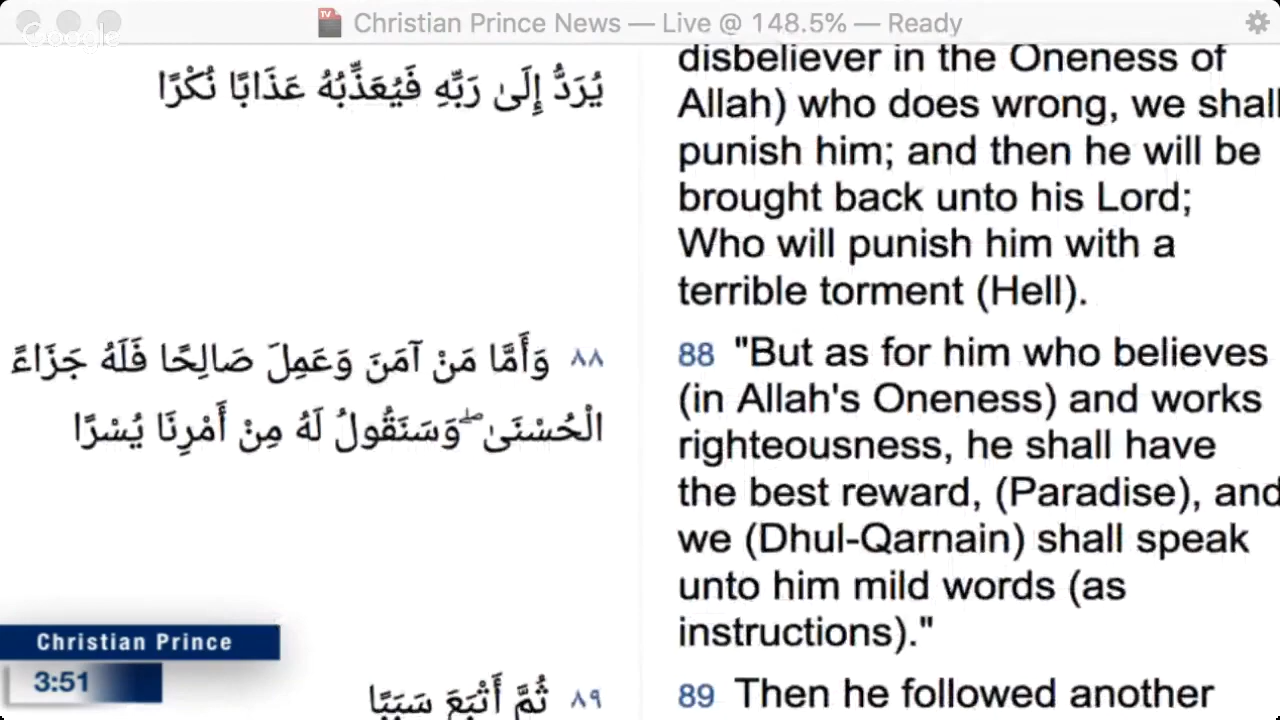 Christian Prince News — Live @ 148.5% — Ready
Google
يُرَدُّ إِلَىٰ رَبِّهِ فَيُعَذِّبُهُ عَذَابًا نُكْرًا
٨٨ وَأَمَّا مَنْ آمَنَ وَعَمِلَ صَالِحًا فَلَهُ جَزَاءً
الْحُسْنَىٰ ۖ وَسَنَقُولُ لَهُ مِنْ أَمْرِنَا يُسْرًا
٨٩ ثُمَّ أَتْبَعَ سَبَبًا
disbeliever in the Oneness of
Allah) who does wrong, we shall
punish him; and then he will be
brought back unto his Lord;
Who will punish him with a
terrible torment (Hell).
88 "But as for him who believes
(in Allah's Oneness) and works
righteousness, he shall have
the best reward, (Paradise), and
we (Dhul-Qarnain) shall speak
unto him mild words (as
instructions)."
89 Then he followed another
Christian Prince
3:51